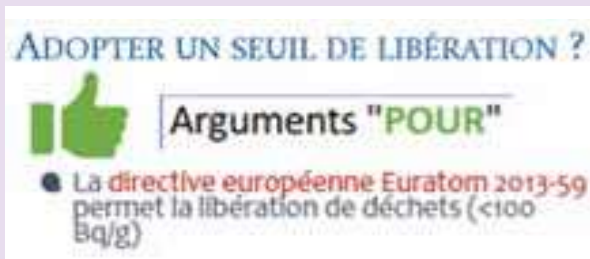 ADOPTER UN SEUIL DE LIBÉRATION ?
Arguments "POUR"
La directive européenne Euratom 2013-59
permet la libération de déchets (<100
Bq/g)